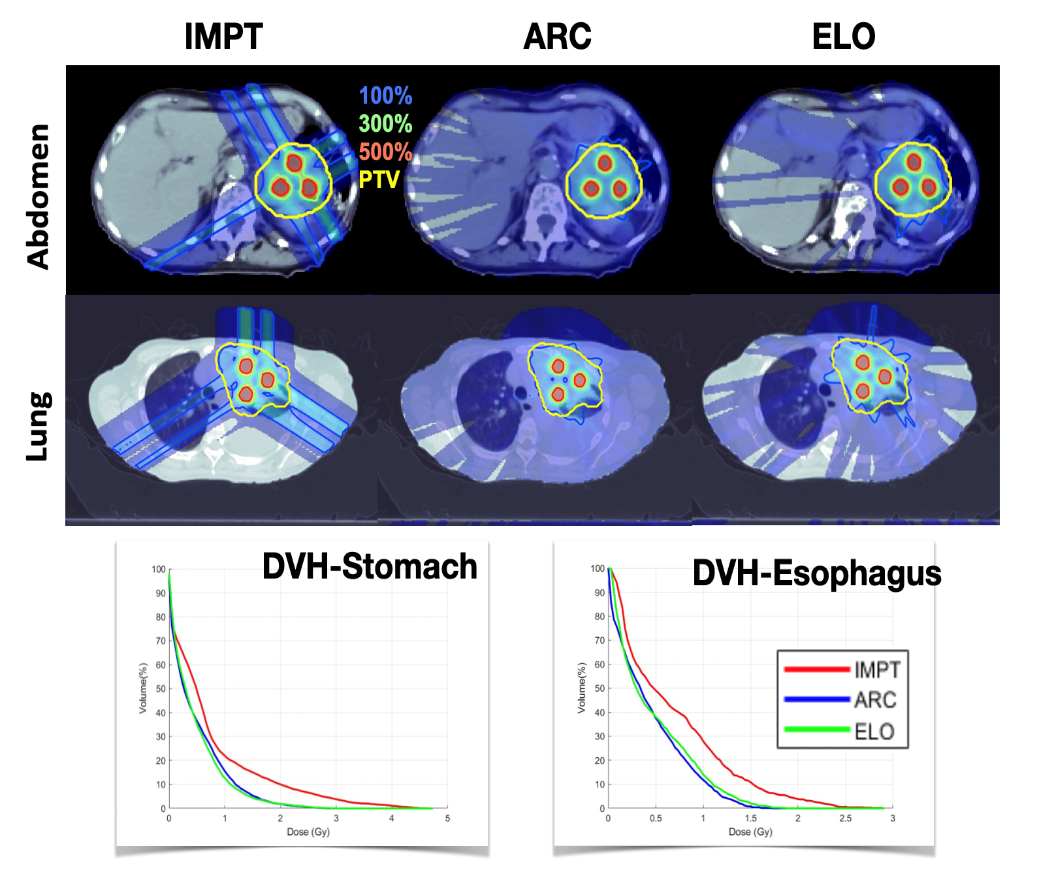 IMPT ARC ELO
Abdomen
100%
300%
500%
PTV
Lung
DVH-Stomach
100
90
80
70
60
50
40
30
20
10
0
Volume(%)
0 1 2 3 4 5
Dose (Gy)
DVH-Esophagus
100
90
80
70
60
50
40
30
20
10
0
Volume(%)
0 0.5 1 1.5 2 2.5 3
Dose (Gy)
IMPT
ARC
ELO